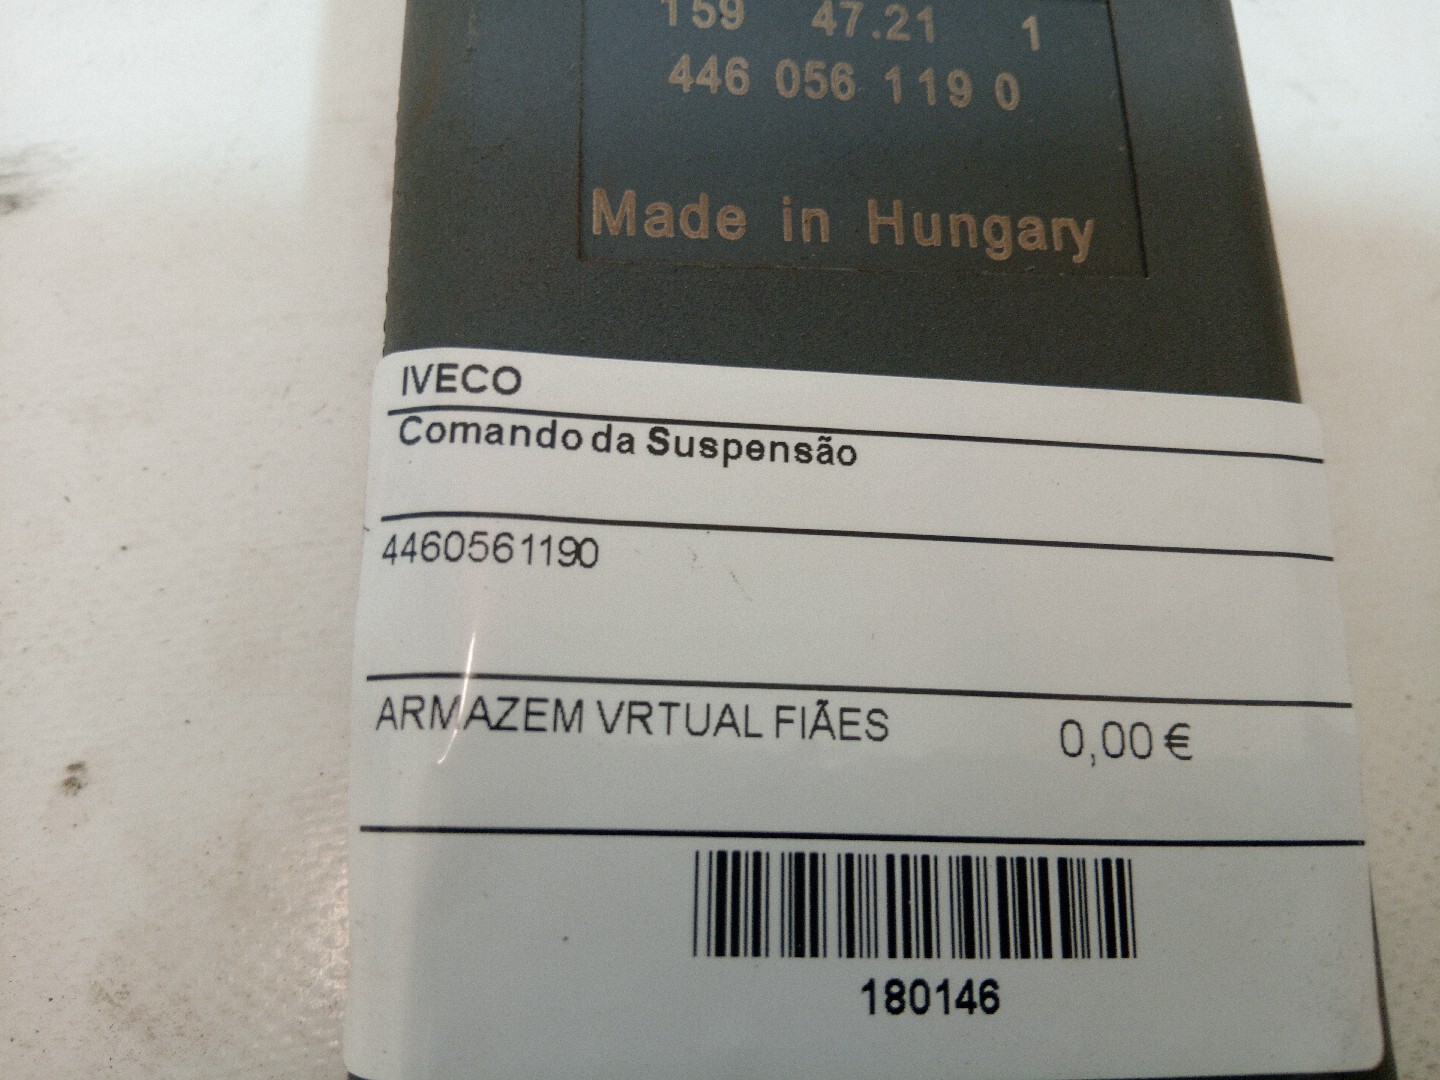 159 47.21 1
446 056 119 0
Made in Hungary
IVECO
Comando da Suspensão
4460561190
ARMAZEM VRTUAL FIÃES 0,00 €
180146